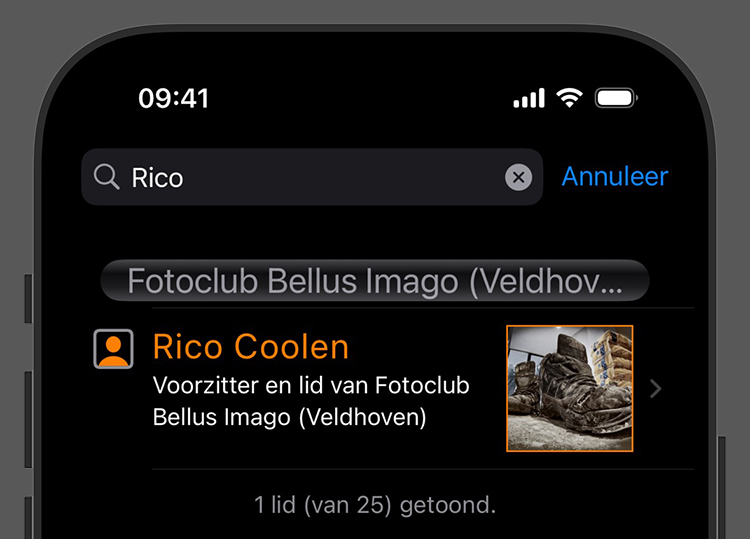 09:41
Rico
Annuleer
Fotoclub Bellus Imago (Veldhov...
Rico Coolen
Voorzitter en lid van Fotoclub
Bellus Imago (Veldhoven)
1 lid (van 25) getoond.